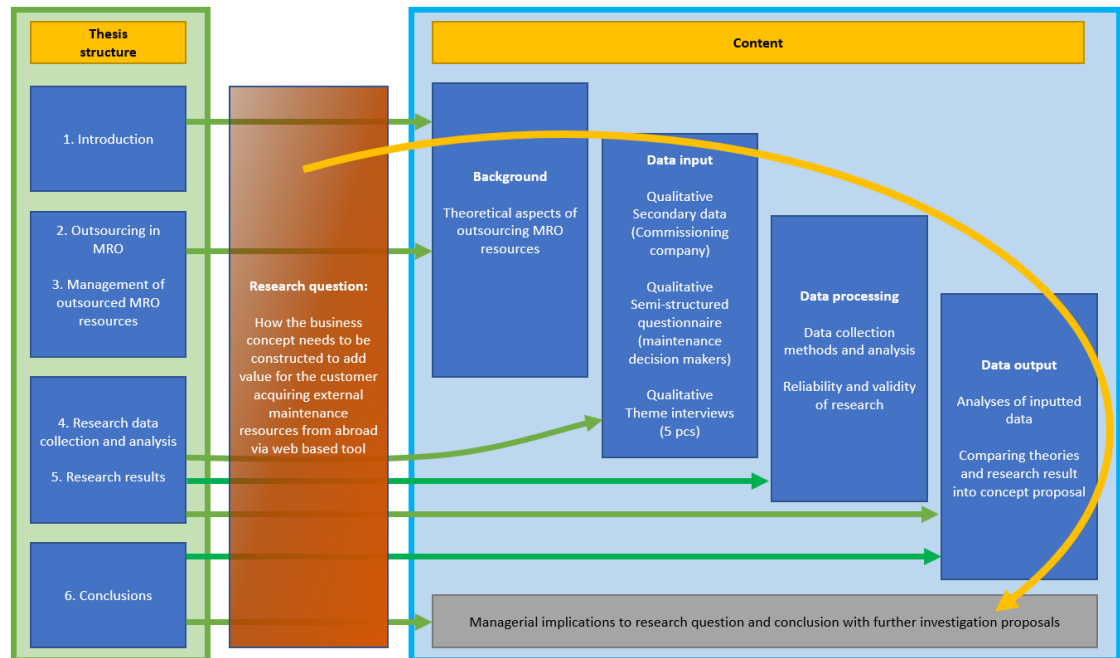 Thesis
structure
1. Introduction
2. Outsourcing in
MRO
3. Management of
outsourced MRO
resources
4. Research data
collection and analysis
5. Research results
6. Conclusions
Research question:
How the business
concept needs to be
constructed to add
value for the customer
acquiring external
maintenance
resources from abroad
via web based tool
Content
Background
Theoretical aspects of
outsourcing MRO
resources
Data input
Qualitative
Secondary data
(Commissioning
company)
Qualitative
Semi-structured
questionnaire
(maintenance
decision makers)
Qualitative
Theme interviews
(5 pcs)
Data processing
Data collection
methods and analysis
Reliability and validity
of research
Data output
Analyses of inputted
data
Comparing theories
and research result
into concept proposal
Managerial implications to research question and conclusion with further investigation proposals